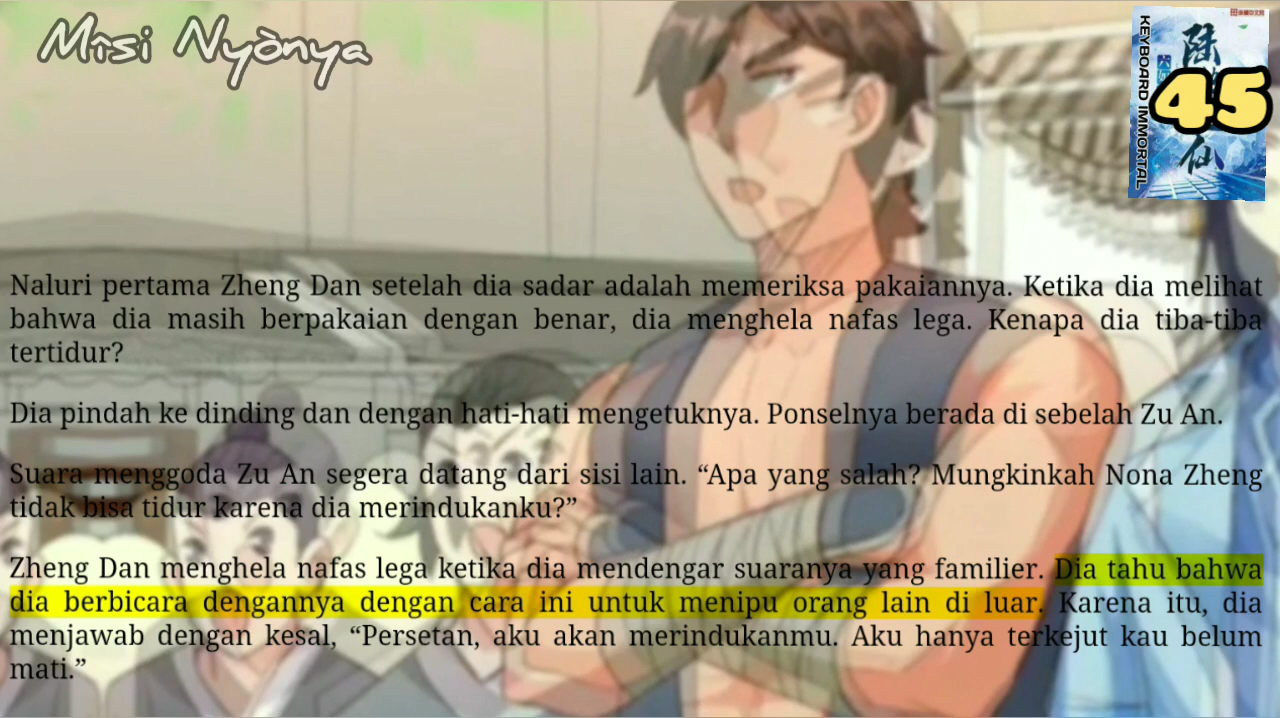 Mîsi Nyònya
45
KEYBOARD IMMORTAL
仙
Naluri pertama Zheng Dan setelah dia sadar adalah memeriksa pakaiannya. Ketika dia melihat
bahwa dia masih berpakaian dengan benar, dia menghela nafas lega. Kenapa dia tiba-tiba
tertidur?
Dia pindah ke dinding dan dengan hati-hati mengetuknya. Ponselnya berada di sebelah Zu An.
Suara menggoda Zu An segera datang dari sisi lain. “Apa yang salah? Mungkinkah Nona Zheng
tidak bisa tidur karena dia merindukanku?”
Zheng Dan menghela nafas lega ketika dia mendengar suaranya yang familier. Dia tahu bahwa
dia berbicara dengannya dengan cara ini untuk menipu orang lain di luar. Karena itu, dia
menjawab dengan kesal, “Persetan, aku akan merindukanmu. Aku hanya terkejut kau belum
mati.”